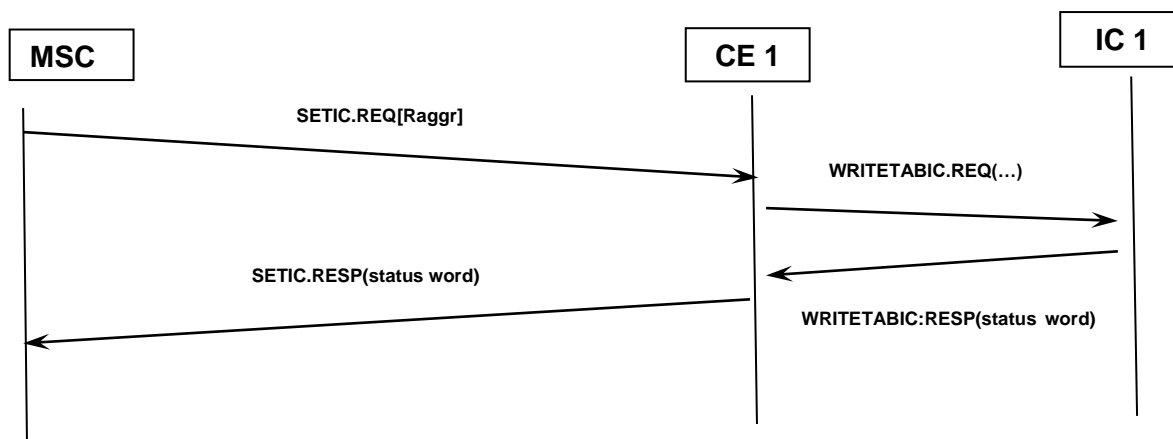 MSC
CE 1
IC 1
SETIC.REQ[Raggr]
WRITETABIC.REQ(…)
SETIC.RESP(status word)
WRITETABIC:RESP(status word)